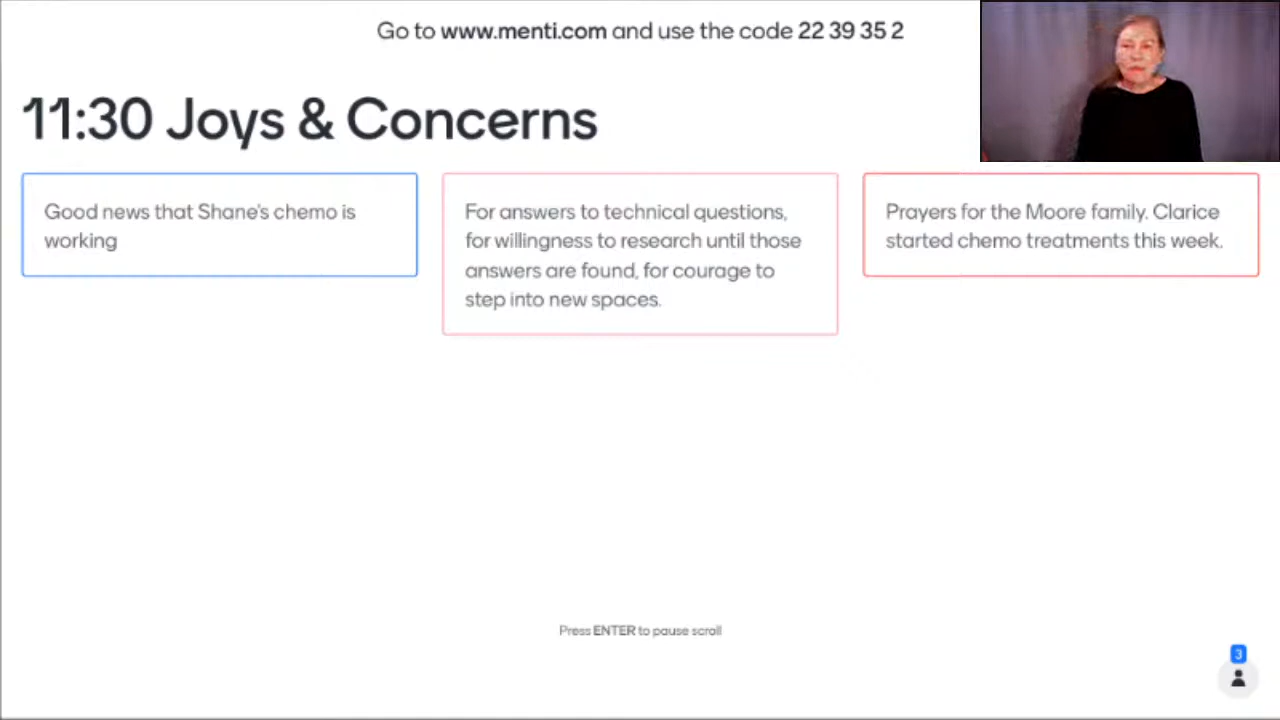 Go to www.menti.com and use the code 22 39 35 2
11:30 Joys & Concerns
Good news that Shane's chemo is
working
For answers to technical questions,
for willingness to research until those
answers are found, for courage to
step into new spaces.
Prayers for the Moore family. Clarice
started chemo treatments this week.
Press ENTER to pause scroll
3